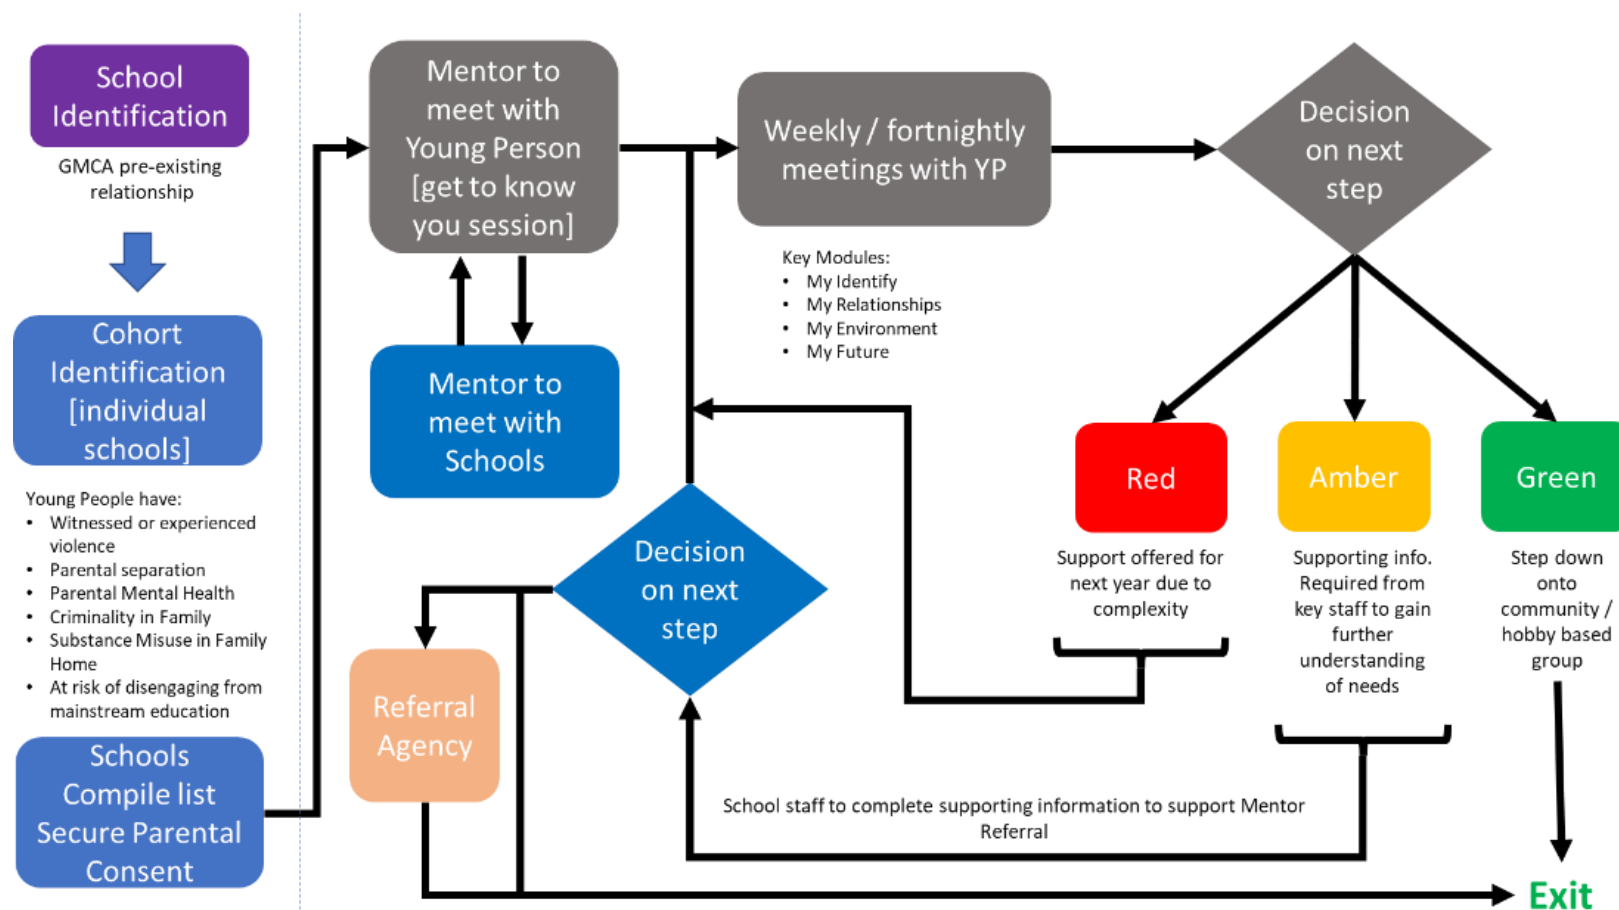 School
Identification
GMCA pre-existing
relationship
Cohort
Identification
[individual
schools]
Young People have:
• Witnessed or experienced
violence
• Parental separation
• Parental Mental Health
• Criminality in Family
• Substance Misuse in Family
Home
• At risk of disengaging from
mainstream education
Schools
Compile list
Secure Parental
Consent
Mentor to
meet with
Young Person
[get to know
you session]
Mentor to
meet with
Schools
Weekly / fortnightly
meetings with YP
Key Modules:
• My Identify
• My Relationships
• My Environment
• My Future
Decision
on next
step
Red
Support offered for
next year due to
complexity
Amber
Supporting info.
Required from
key staff to gain
further
understanding
of needs
Green
Step down
onto
community /
hobby based
group
Decision
on next
step
Referral
Agency
School staff to complete supporting information to support Mentor
Referral
Exit